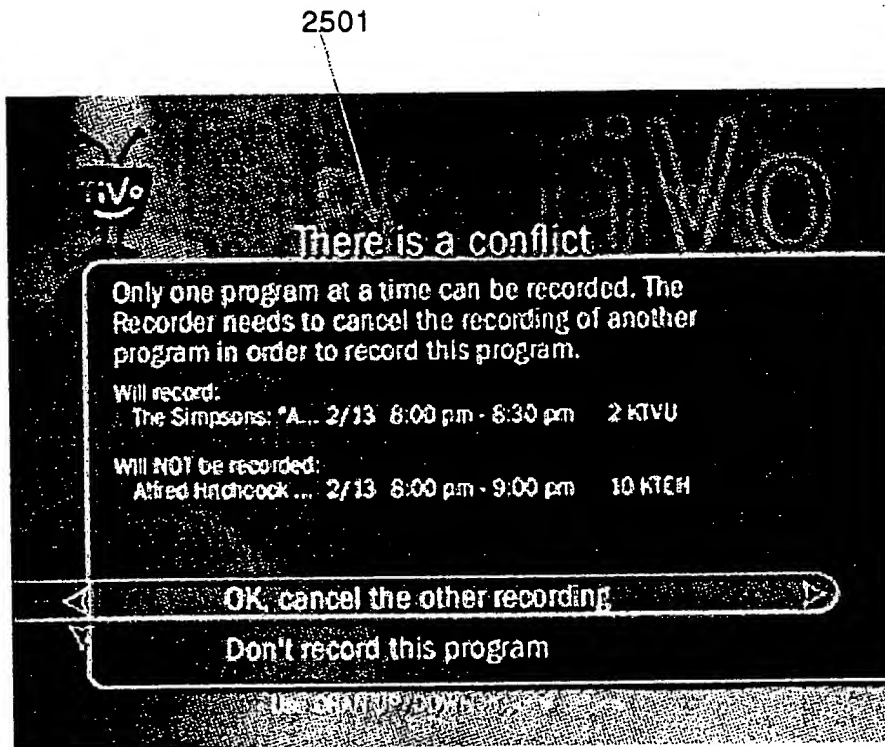 2501
TiVo
iVo
There is a conflict
Only one program at a time can be recorded. The
Recorder needs to cancel the recording of another
program in order to record this program.
Will record:
The Simpsons: "A... 2/13 8:00 pm - 8:30 pm 2 KTVU
Will NOT be recorded:
Alfred Hitchcock ... 2/13 8:00 pm - 9:00 pm 10 KTEH
OK, cancel the other recording
Don't record this program